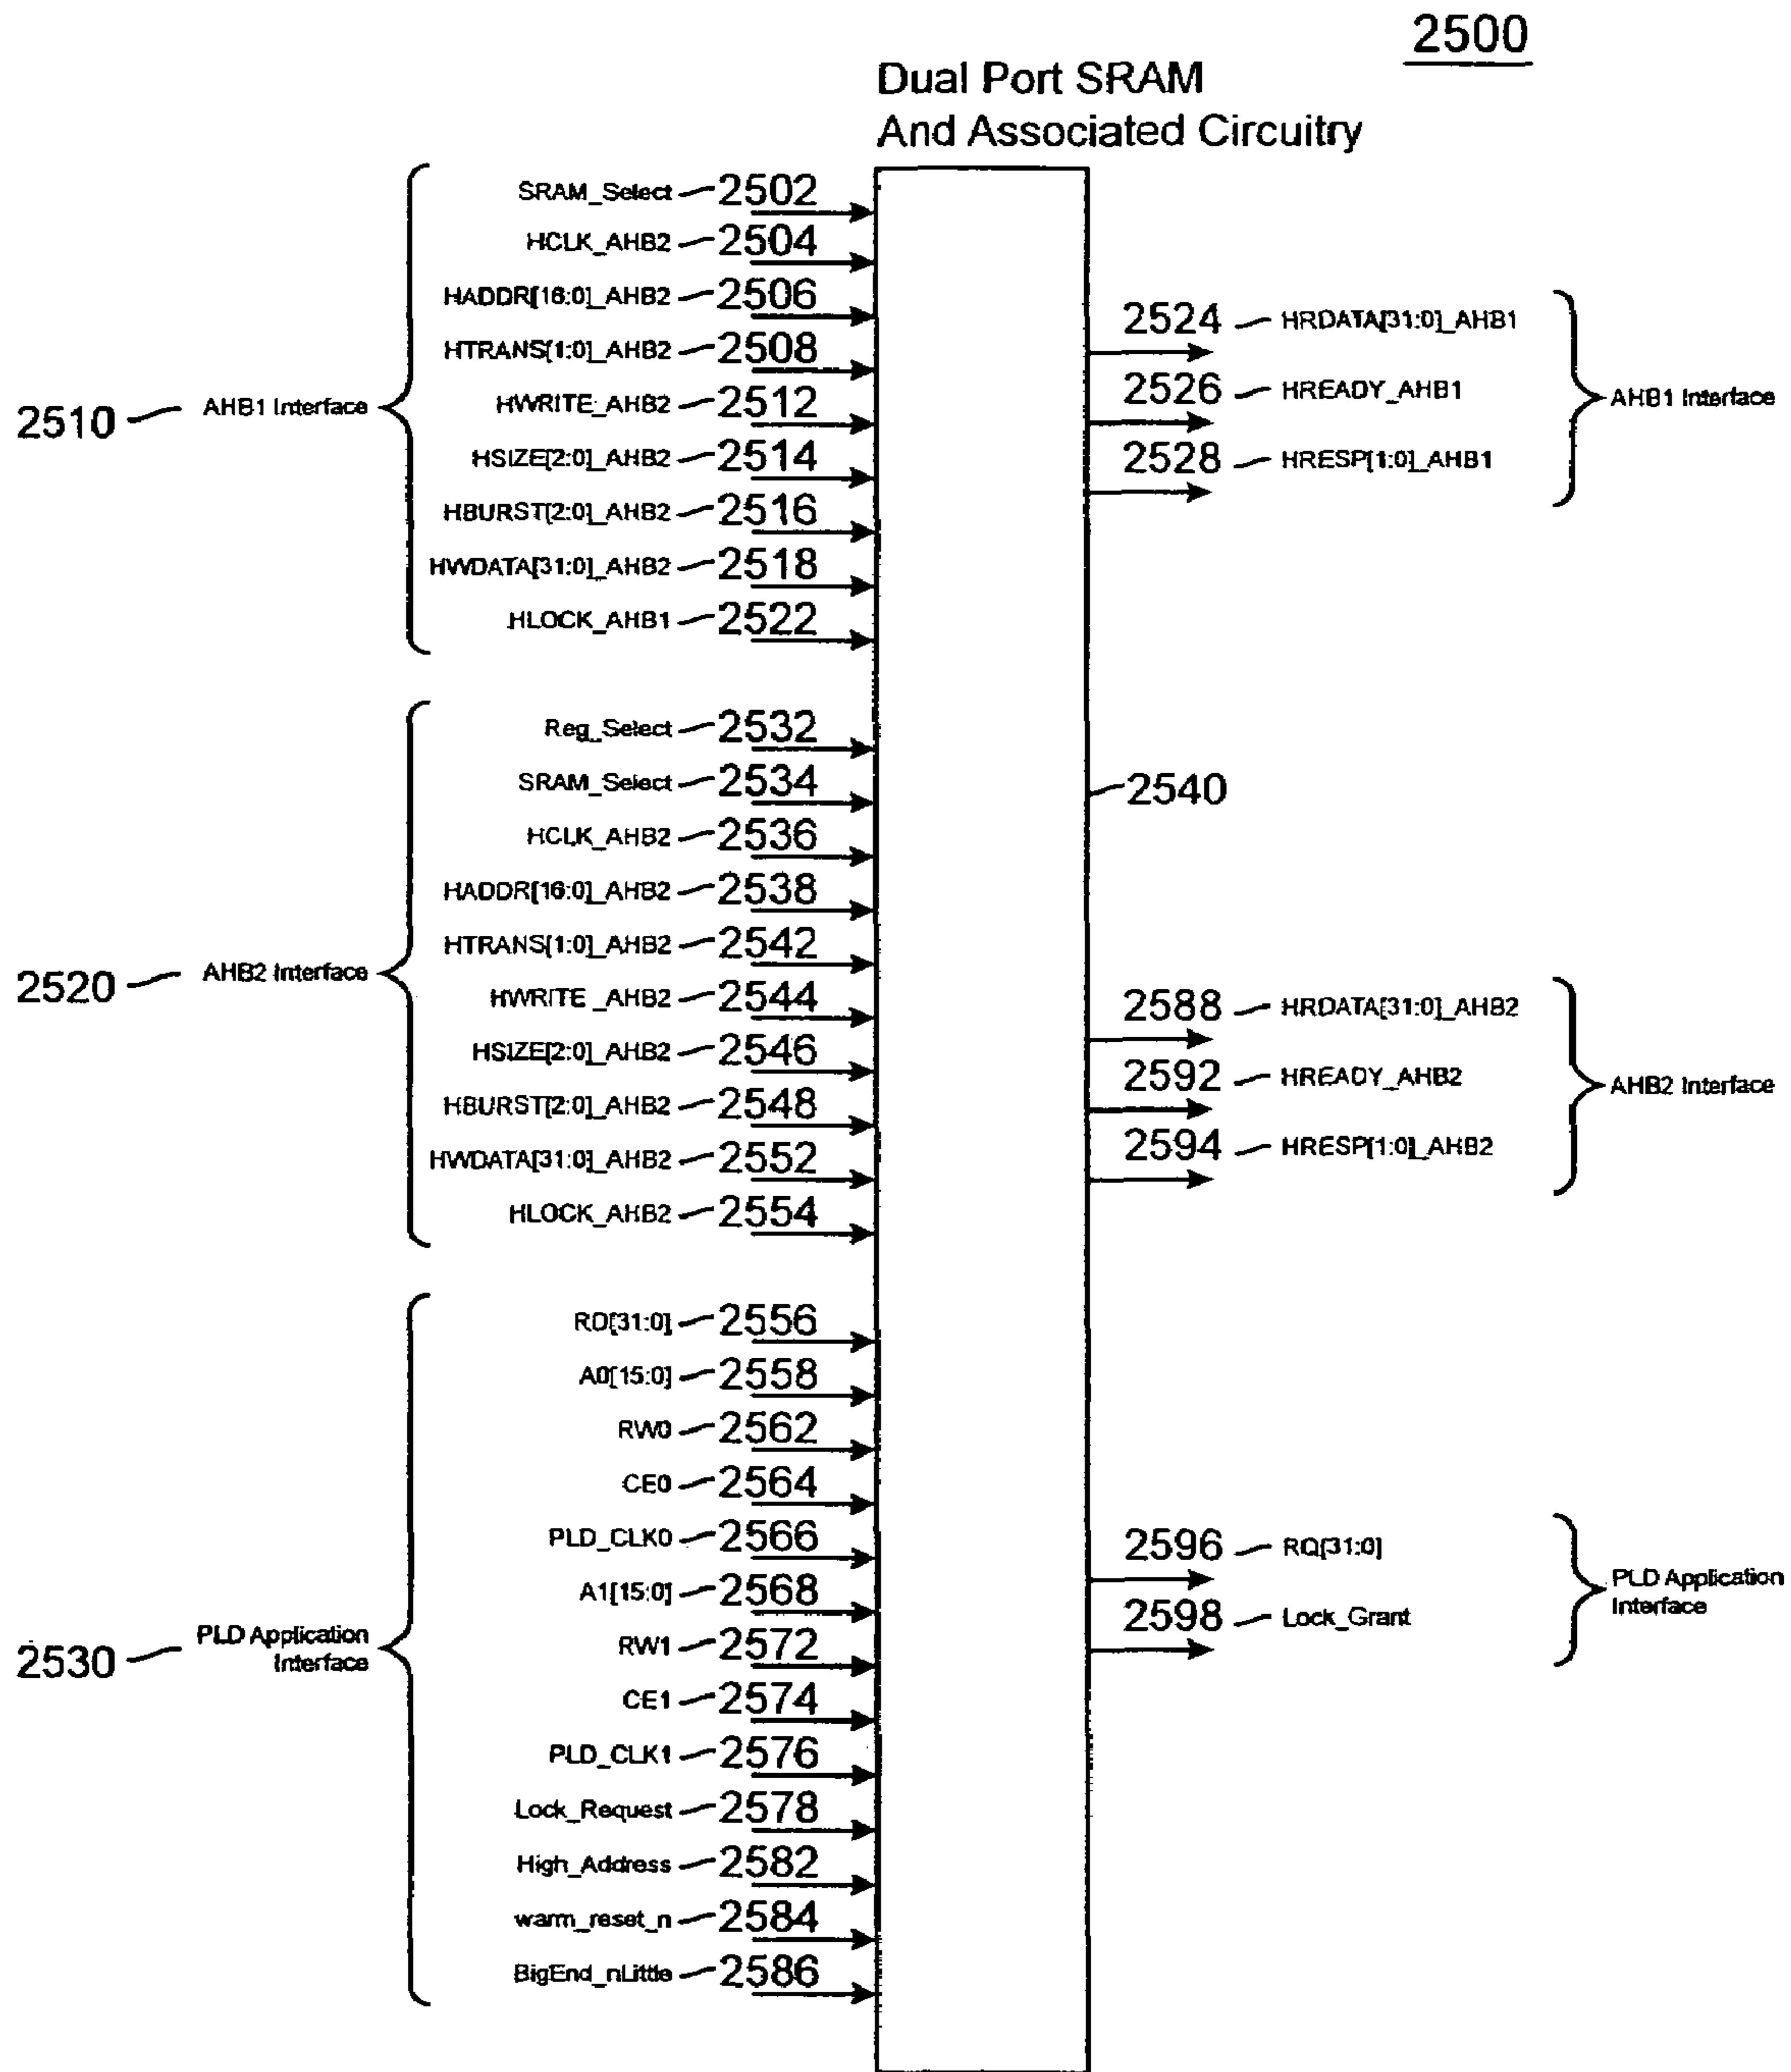 2500
Dual Port SRAM
And Associated Circuitry
SRAM_Select 2502
HCLK_AHB2 2504
HADDR[16:0]_AHB2 2506
HTRANS[1:0]_AHB2 2508
2510 AHB1 Interface
HWRITE_AHB2 2512
HSIZE[2:0]_AHB2 2514
HBURST[2:0]_AHB2 2516
HWDATA[31:0]_AHB2 2518
HLOCK_AHB1 2522
2524 HRDATA[31:0]_AHB1
2526 HREADY_AHB1
2528 HRESP[1:0]_AHB1
AHB1 Interface
Reg_Select 2532
SRAM_Select 2534
HCLK_AHB2 2536
HADDR[16:0]_AHB2 2538
HTRANS[1:0]_AHB2 2542
2520 AHB2 Interface
HWRITE_AHB2 2544
HSIZE[2:0]_AHB2 2546
HBURST[2:0]_AHB2 2548
HWDATA[31:0]_AHB2 2552
HLOCK_AHB2 2554
2540
2588 HRDATA[31:0]_AHB2
2592 HREADY_AHB2
2594 HRESP[1:0]_AHB2
AHB2 Interface
RD[31:0] 2556
A0[15:0] 2558
RW0 2562
CE0 2564
PLD_CLK0 2566
A1[15:0] 2568
2530 PLD Application
Interface
RW1 2572
CE1 2574
PLD_CLK1 2576
Lock_Request 2578
High_Address 2582
warm_reset_n 2584
BigEnd_nLittle 2586
2596 RQ[31:0]
2598 Lock_Grant
PLD Application
Interface